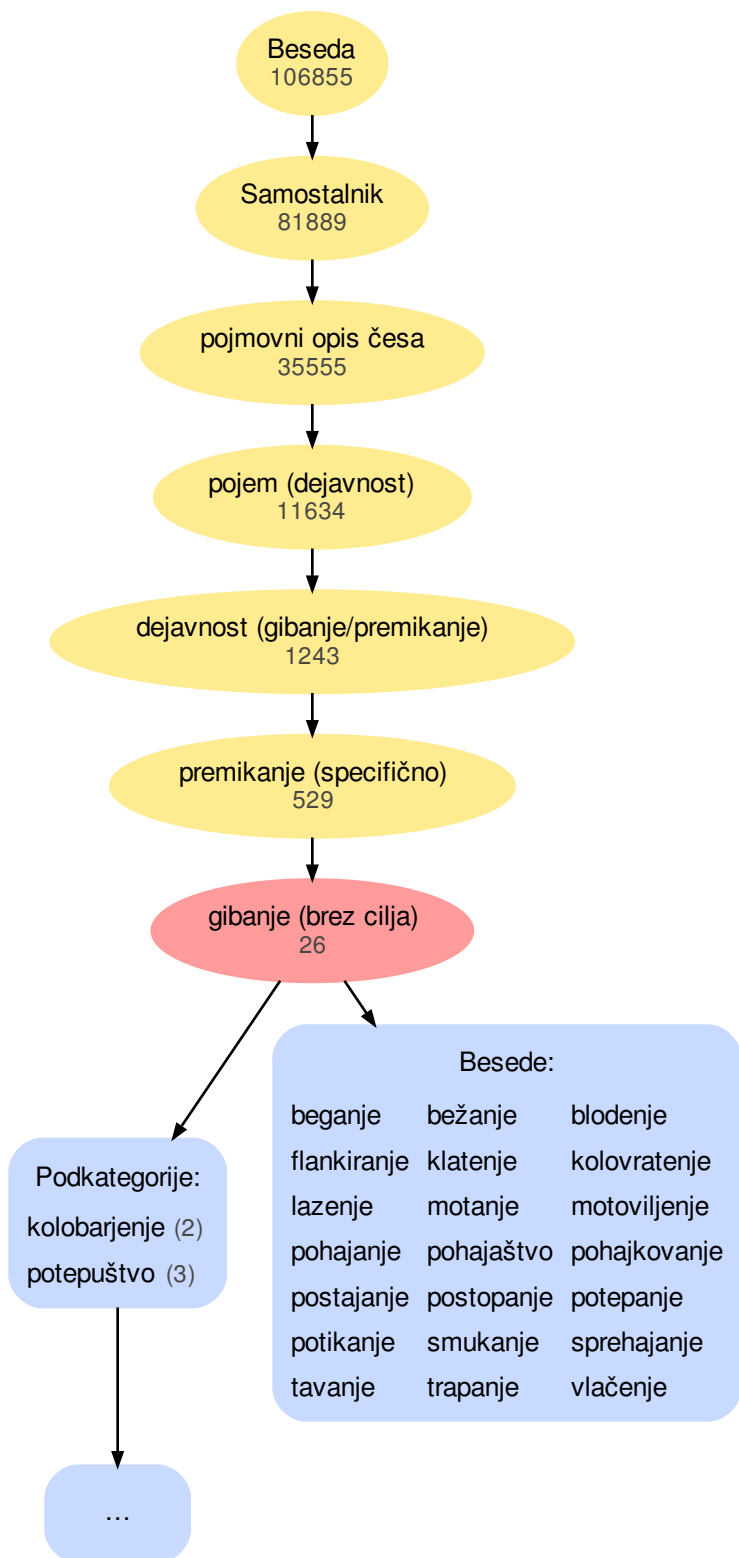 Beseda
106855
Samostalnik
81889
pojmovni opis česa
35555
pojem (dejavnost)
11634
dejavnost (gibanje/premikanje)
1243
premikanje (specifično)
529
gibanje (brez cilja)
26
Podkategorije:
kolobarjenje (2)
potepuštvo (3)
...
Besede:
beganje bežanje blodenje
flankiranje klatenje kolovratenje
lazenje motanje motoviljenje
pohajanje pohajaštvo pohajkovanje
postajanje postopanje potepanje
potikanje smukanje sprehajanje
tavanje trapanje vlačenje